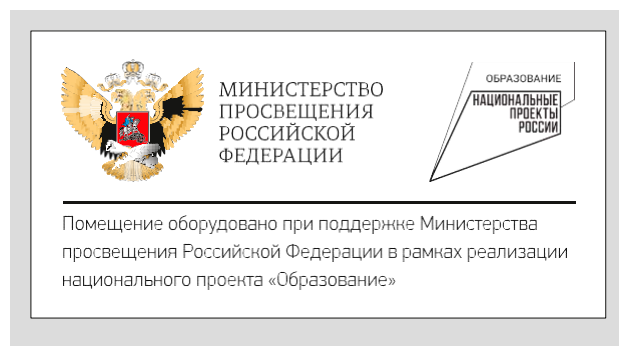 МИНИСТЕРСТВО
ПРОСВЕЩЕНИЯ
РОССИЙСКОЙ
ФЕДЕРАЦИИ
ОБРАЗОВАНИЕ
НАЦИОНАЛЬНЫЕ
ПРОЕКТЫ
РОССИИ
Помещение оборудовано при поддержке Министерства
просвещения Российской Федерации в рамках реализации
национального проекта «Образование»